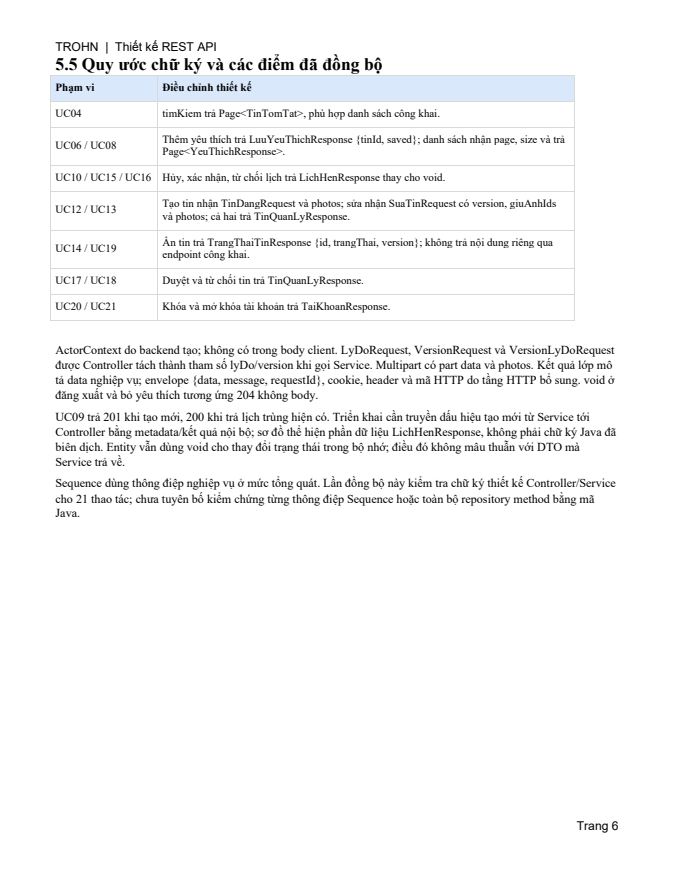 TROHN | Thiết kế REST API
5.5 Quy ước chữ ký và các điểm đã đồng bộ
Phạm vi Điều chỉnh thiết kế
UC04 timKiem trả Page<TinTomTat>, phù hợp danh sách công khai.
UC06 / UC08 Thêm yêu thích trả LuuYeuThichResponse {tinId, saved}; danh sách nhận page, size và trả
Page<YeuThichResponse>.
UC10 / UC15 / UC16 Hủy, xác nhận, từ chối lịch trả LichHenResponse thay cho void.
UC12 / UC13 Tạo tin nhận TinDangRequest và photos; sửa nhận SuaTinRequest có version, giuAnhIds
và photos; cả hai trả TinQuanLyResponse.
UC14 / UC19 Ẩn tin trả TrangThaiTinResponse {id, trangThai, version}; không trả nội dung riêng qua
endpoint công khai.
UC17 / UC18 Duyệt và từ chối tin trả TinQuanLyResponse.
UC20 / UC21 Khóa và mở khóa tài khoản trả TaiKhoanResponse.
ActorContext do backend tạo; không có trong body client. LyDoRequest, VersionRequest và VersionLyDoRequest
được Controller tách thành tham số lyDo/version khi gọi Service. Multipart có part data và photos. Kết quả lớp mô
tả data nghiệp vụ; envelope {data, message, requestId}, cookie, header và mã HTTP do tầng HTTP bổ sung. void ở
đăng xuất và bỏ yêu thích tương ứng 204 không body.
UC09 trả 201 khi tạo mới, 200 khi trả lịch trùng hiện có. Triển khai cần truyền dấu hiệu tạo mới từ Service tới
Controller bằng metadata/kết quả nội bộ; sơ đồ thể hiện phần dữ liệu LichHenResponse, không phải chữ ký Java đã
biên dịch. Entity vẫn dùng void cho thay đổi trạng thái trong bộ nhớ; điều đó không mâu thuẫn với DTO mà
Service trả về.
Sequence dùng thông điệp nghiệp vụ ở mức tổng quát. Lần đồng bộ này kiểm tra chữ ký thiết kế Controller/Service
cho 21 thao tác; chưa tuyên bố kiểm chứng từng thông điệp Sequence hoặc toàn bộ repository method bằng mã
Java.
Trang 6